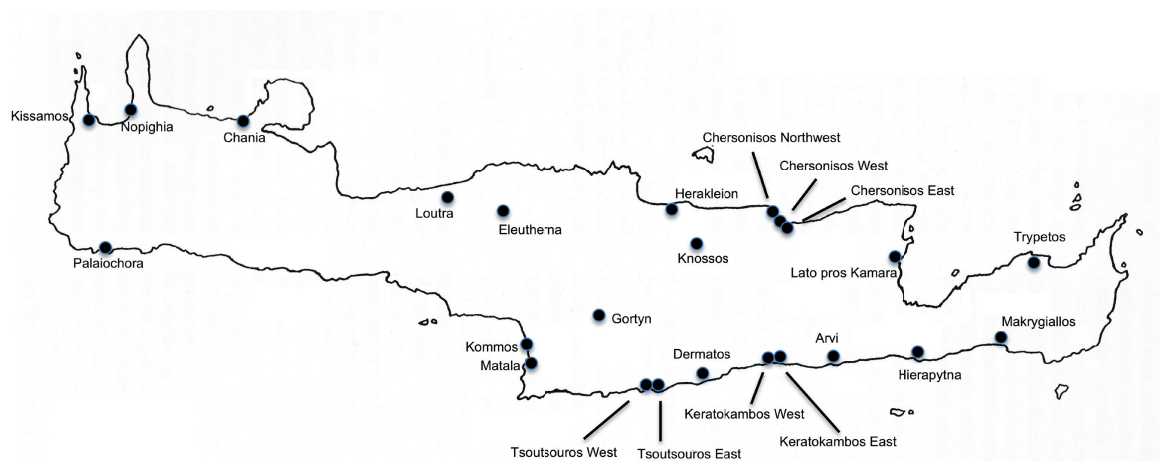 Kissamos
Nopighia
Chania
Chersonisos Northwest
Chersonisos West
Chersonisos East
Herakleion
Loutra
Eleutherna
Knossos
Trypetos
Palaiochora
Lato pros Kamara
Gortyn
Makrygiallos
Arvi
Kommos
Dermatos
Matala
Hierapytna
Keratokambos West
Keratokambos East
Tsoutsouros West
Tsoutsouros East